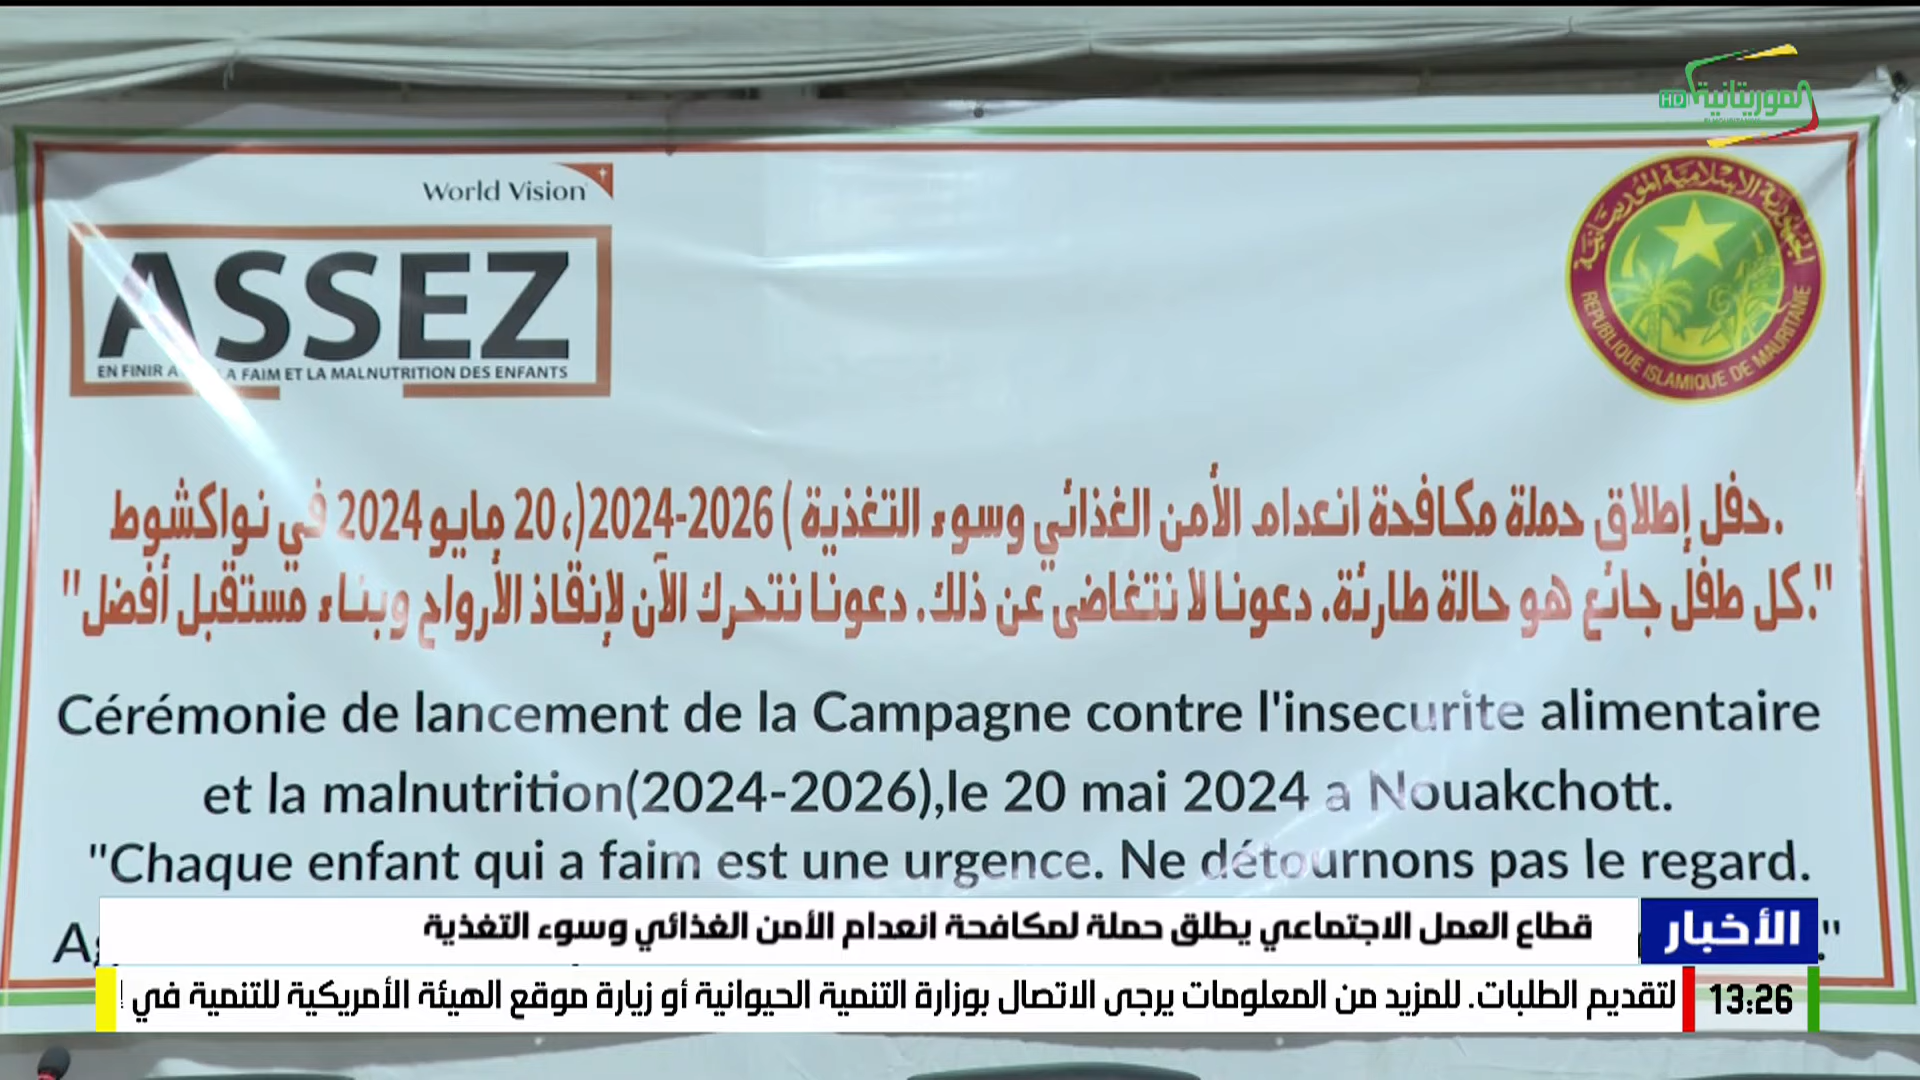 الموريتانية
HD
World Vision
ASSEZ
EN FINIR A LA FAIM ET LA MALNUTRITION DES ENFANTS
الجمهورية الإسلامية الموريتانية
REPUBLIQUE ISLAMIQUE DE MAURITANIE
.حفل إطلاق حملة مكافحة انعدام الأمن الغذائي وسوء التغذية )2026-2024(، 20 مايو 2024 في نواكشوط
".كل طفل جائع هو حالة طارئة. دعونا لا نتغاضى عن ذلك. دعونا نتحرك الآن لإنقاذ الأرواح وبناء مستقبل أفضل"
Cérémonie de lancement de la Campagne contre l'insecurite alimentaire
et la malnutrition(2024-2026),le 20 mai 2024 a Nouakchott.
"Chaque enfant qui a faim est une urgence. Ne détournons pas le regard.
الأخبار
قطاع العمل الاجتماعي يطلق حملة لمكافحة انعدام الأمن الغذائي وسوء التغذية
13:26
لتقديم الطلبات. للمزيد من المعلومات يرجى الاتصال بوزارة التنمية الحيوانية أو زيارة موقع الهيئة الأمريكية للتنمية في